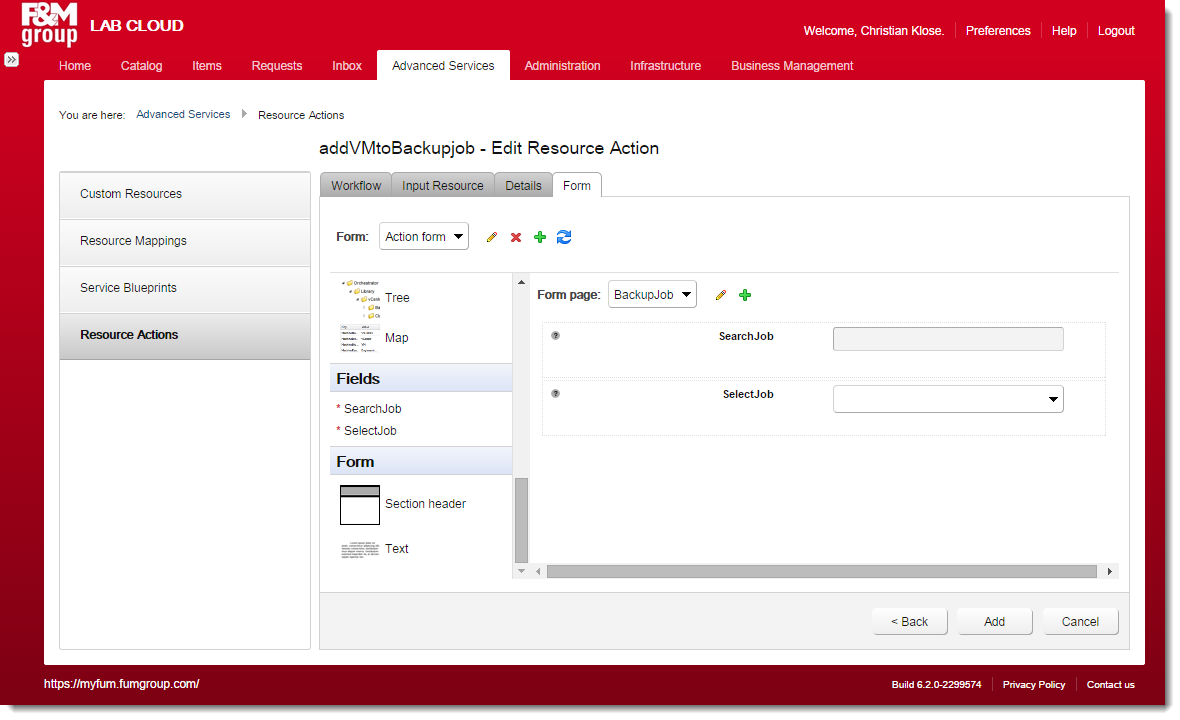 F&M
group
LAB CLOUD
Welcome, Christian Klose. Preferences Help Logout
Home Catalog Items Requests Inbox Advanced Services Administration Infrastructure Business Management
You are here: Advanced Services Resource Actions
addVMtoBackupjob - Edit Resource Action
Custom Resources
Resource Mappings
Service Blueprints
Resource Actions
Workflow Input Resource Details Form
Form: Action form
Orchestrator
Library
Tree
Map
Fields
* SearchJob
* SelectJob
Form
Section header
Text
Form page: BackupJob
SearchJob
SelectJob
< Back Add Cancel
https://myfum.fumgroup.com/
Build 6.2.0-2299574 Privacy Policy Contact us